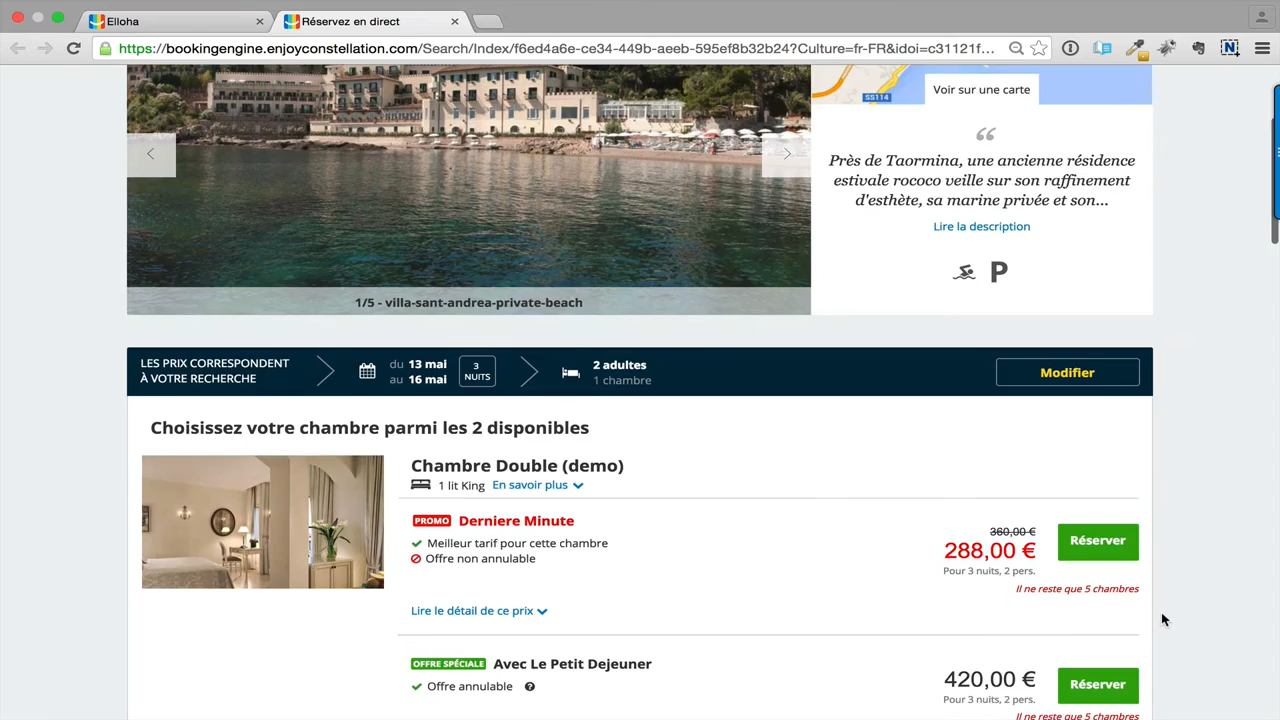 Elloha
Réservez en direct
https://bookingengine.enjoyconstellation.com/Search/Index/f6ed4a6e-ce34-449b-aeeb-595ef8b32b24?Culture=fr-FR&idoi=c31121f...
SS114
Voir sur une carte
“
Près de Taormina, une ancienne résidence
estivale rococo veille sur son raffinement
d'esthète, sa marine privée et son...
Lire la description
P
1/5 - villa-sant-andrea-private-beach
LES PRIX CORRESPONDENT
À VOTRE RECHERCHE
du 13 mai
au 16 mai
3
NUITS
2 adultes
1 chambre
Modifier
Choisissez votre chambre parmi les 2 disponibles
Chambre Double (demo)
1 lit King En savoir plus
PROMO Derniere Minute
Meilleur tarif pour cette chambre
Offre non annulable
360,00 €
288,00 €
Pour 3 nuits, 2 pers.
Réserver
Il ne reste que 5 chambres
Lire le détail de ce prix
OFFRE SPÉCIALE Avec Le Petit Dejeuner
Offre annulable ?
420,00 €
Pour 3 nuits, 2 pers.
Réserver
Il ne reste que 5 chambres